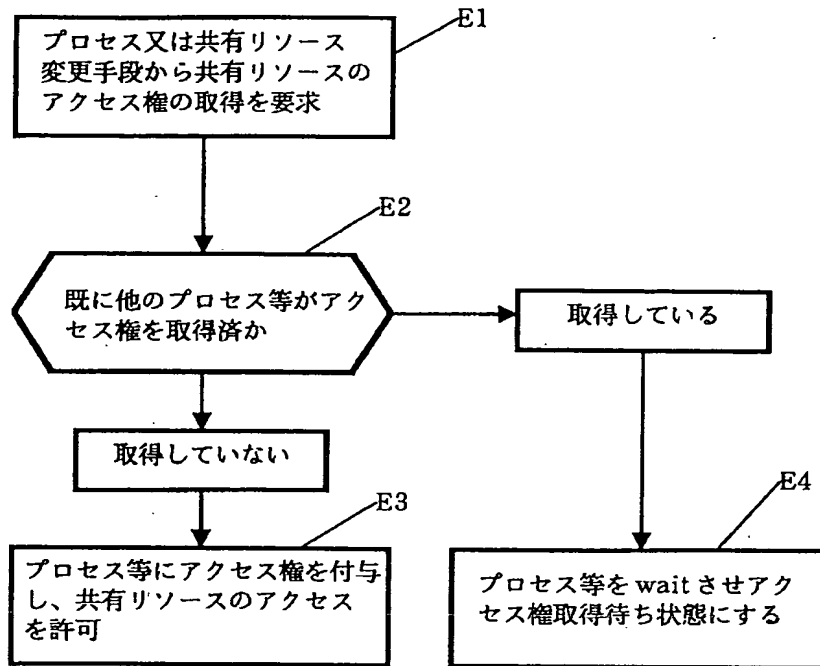 E1
プロセス又は共有リソース
変更手段から共有リソースの
アクセス権の取得を要求
E2
既に他のプロセス等がアク
セス権を取得済か
取得している
取得していない
E3
プロセス等にアクセス権を付与
し、共有リソースのアクセス
を許可
E4
プロセス等をwaitさせアク
セス権取得待ち状態にする